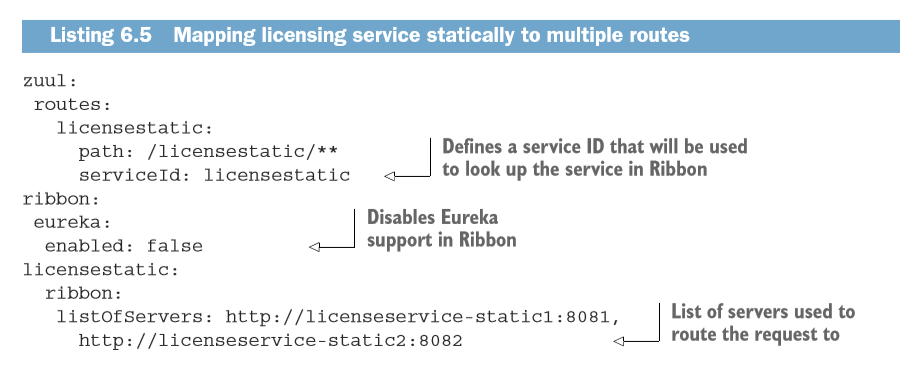 Listing 6.5 Mapping licensing service statically to multiple routes
zuul:
routes:
licensestatic:
path: /licensestatic/**
serviceId: licensestatic
Defines a service ID that will be used
to look up the service in Ribbon
ribbon:
eureka:
enabled: false
Disables Eureka
support in Ribbon
licensestatic:
ribbon:
listOfServers: http://licenseservice-static1:8081,
http://licenseservice-static2:8082
List of servers used to
route the request to